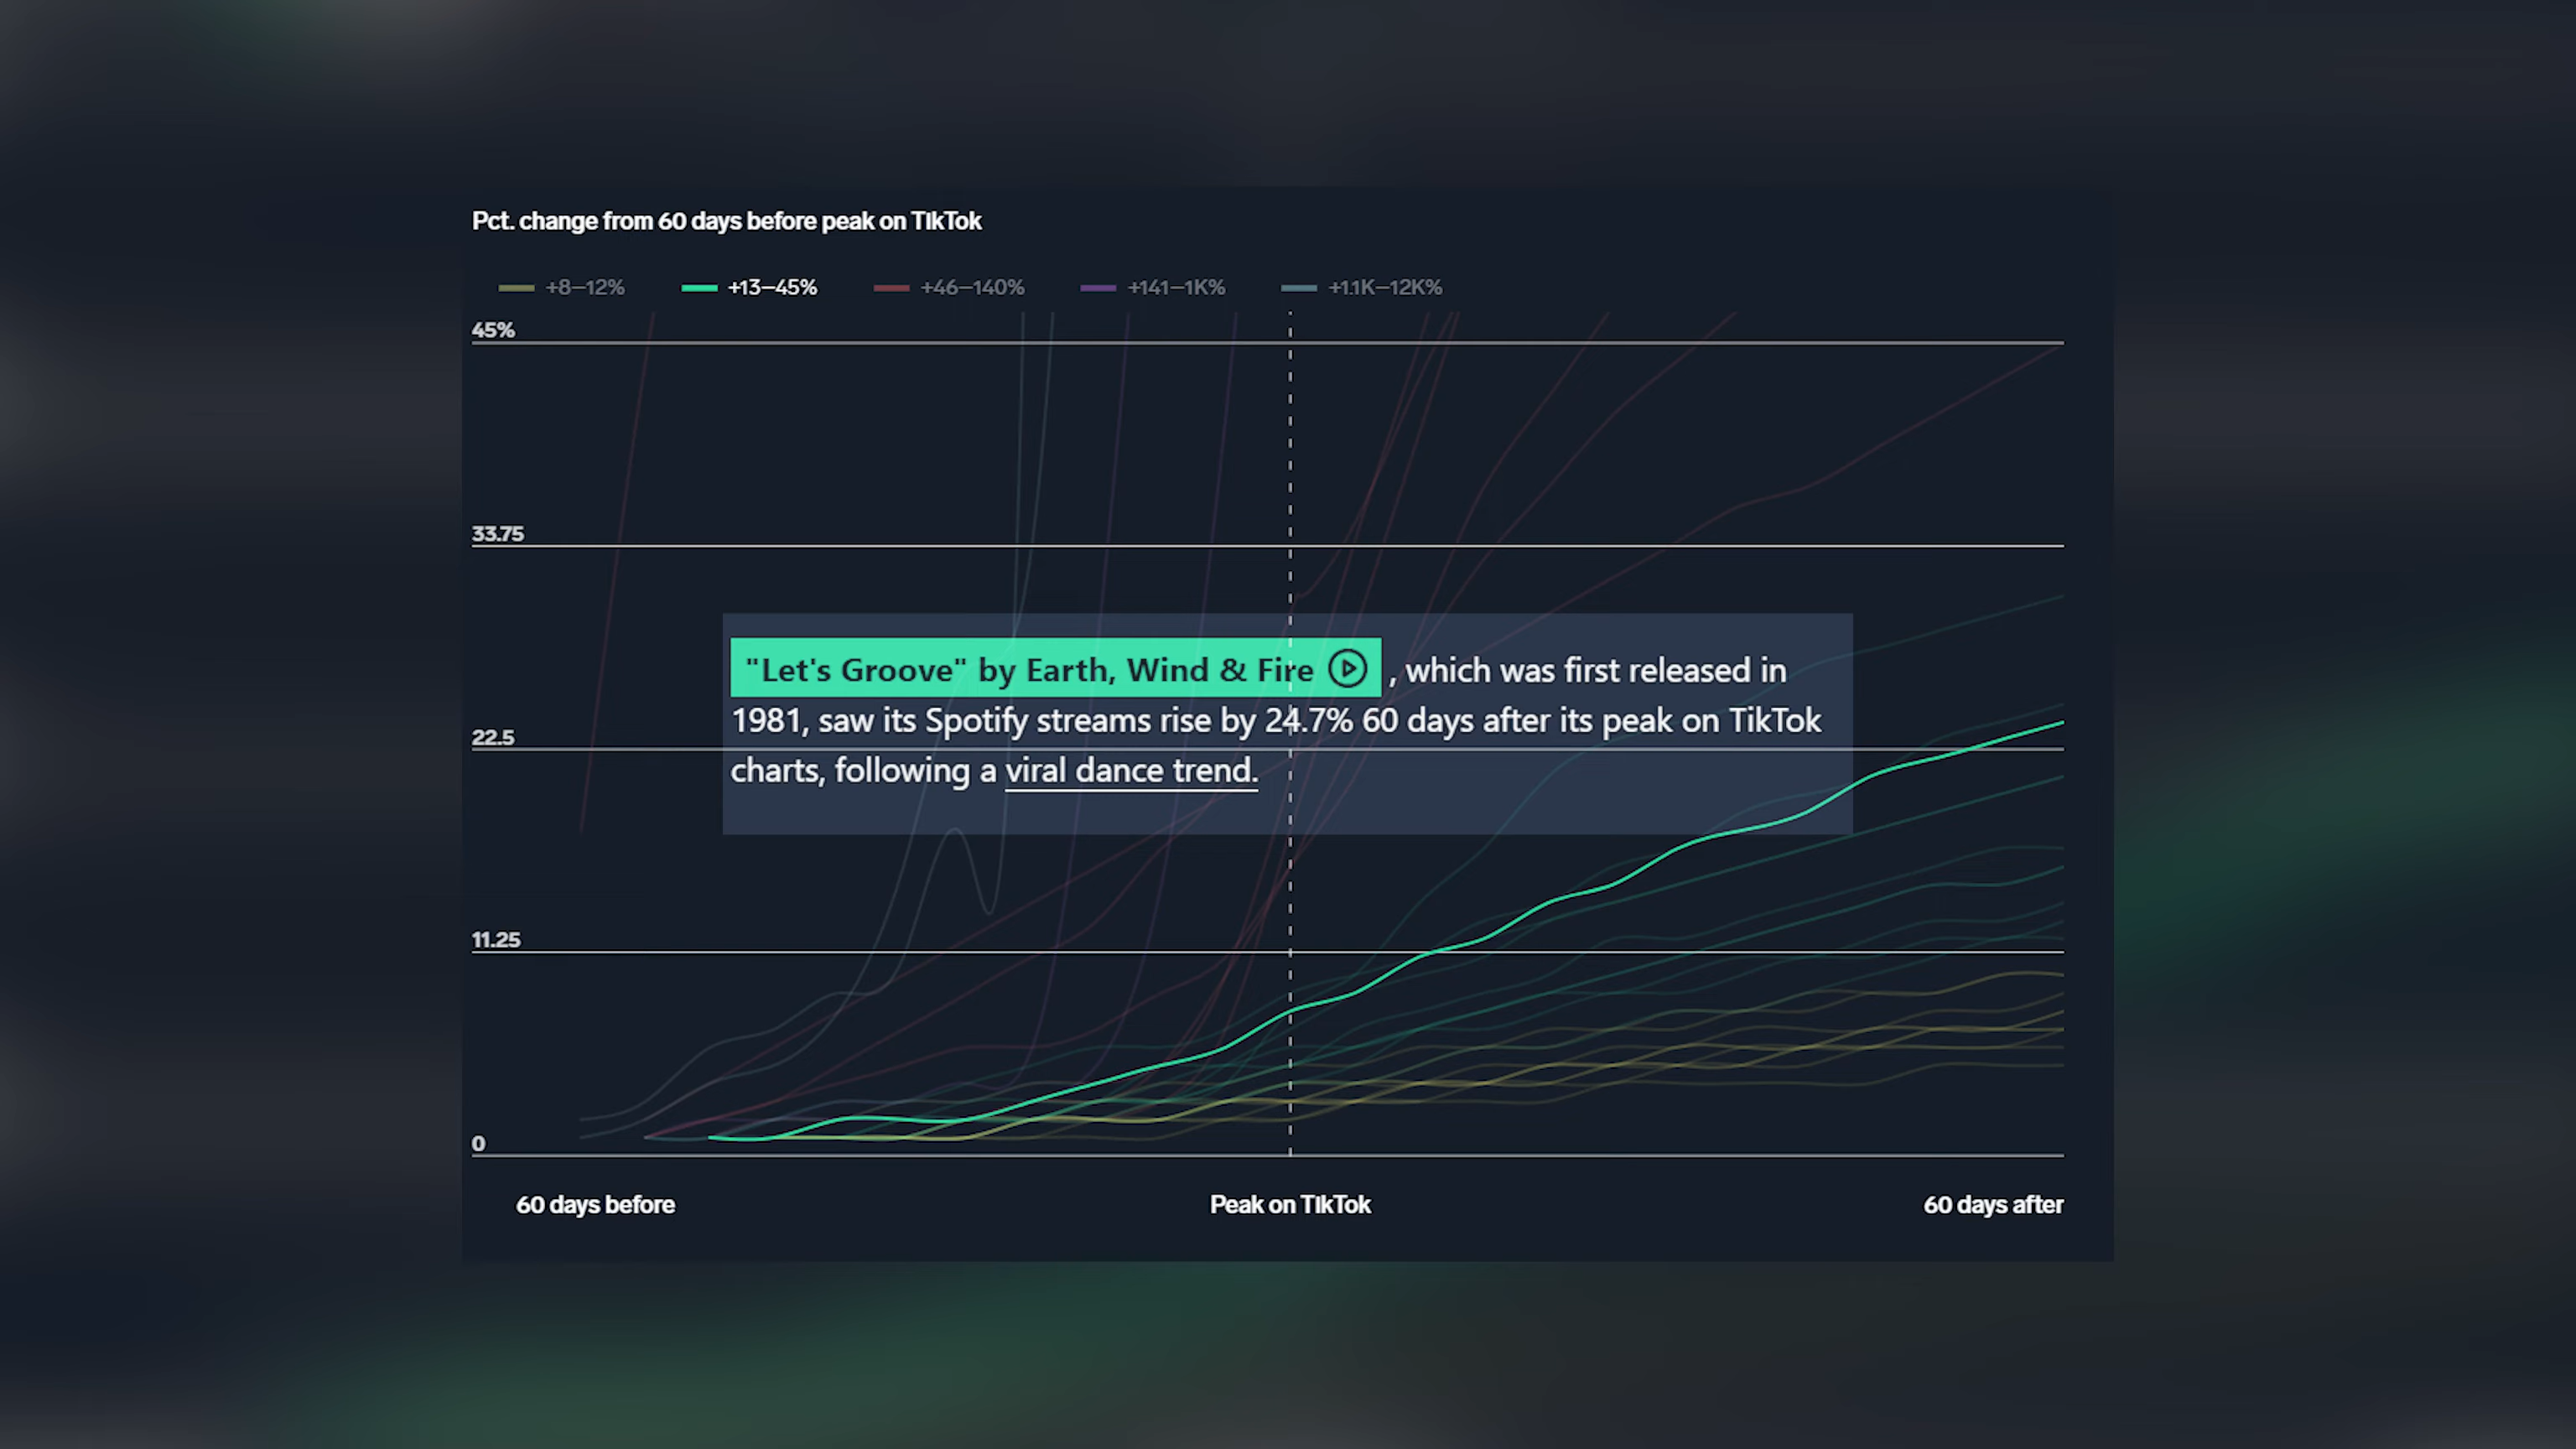 Pct. change from 60 days before peak on TikTok
+8–12% +13–45% +46–140% +141–1K% +1.1K–12K%
45%
33.75
"Let's Groove" by Earth, Wind & Fire , which was first released in
1981, saw its Spotify streams rise by 24.7% 60 days after its peak on TikTok
22.5
charts, following a viral dance trend.
11.25
0
60 days before Peak on TikTok 60 days after